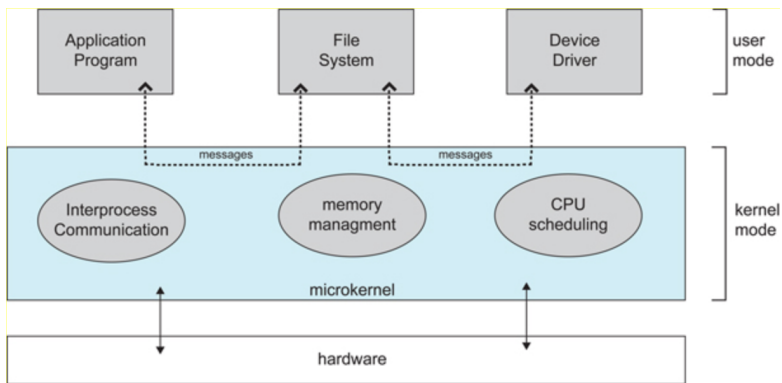 Application
Program
File
System
Device
Driver
user
mode
messages
messages
Interprocess
Communication
memory
managment
CPU
scheduling
kernel
mode
microkernel
hardware